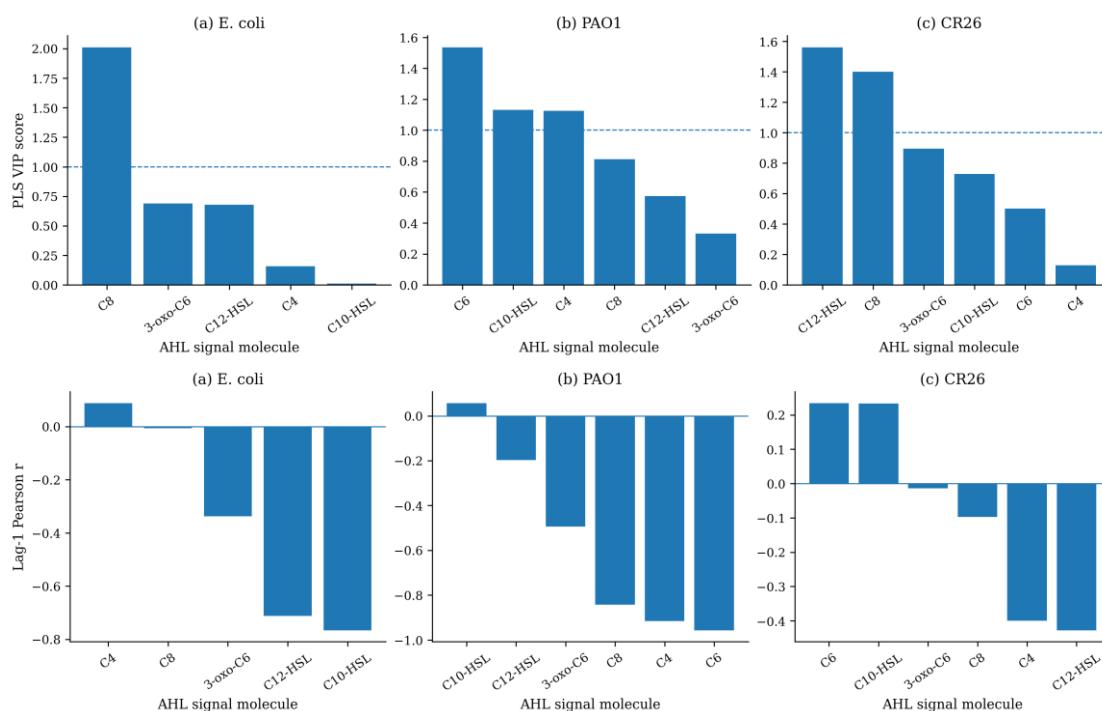 (a) E. coli
(b) PAO1
(c) CR26
PLS VIP score
2.00
1.75
1.50
1.25
1.00
0.75
0.50
0.25
0.00
1.6
1.4
1.2
1.0
0.8
0.6
0.4
0.2
0.0
1.6
1.4
1.2
1.0
0.8
0.6
0.4
0.2
0.0
C8
3-oxo-C6
C12-HSL
C4
C10-HSL
C6
C10-HSL
C4
C8
C12-HSL
3-oxo-C6
C12-HSL
C8
3-oxo-C6
C10-HSL
C6
C4
AHL signal molecule
AHL signal molecule
AHL signal molecule
(a) E. coli
(b) PAO1
(c) CR26
Lag-1 Pearson r
0.0
−0.2
−0.4
−0.6
−0.8
0.0
−0.2
−0.4
−0.6
−0.8
−1.0
0.2
0.1
0.0
−0.1
−0.2
−0.3
−0.4
C4
C8
3-oxo-C6
C12-HSL
C10-HSL
C10-HSL
C12-HSL
3-oxo-C6
C8
C4
C6
C6
C10-HSL
3-oxo-C6
C8
C4
C12-HSL
AHL signal molecule
AHL signal molecule
AHL signal molecule